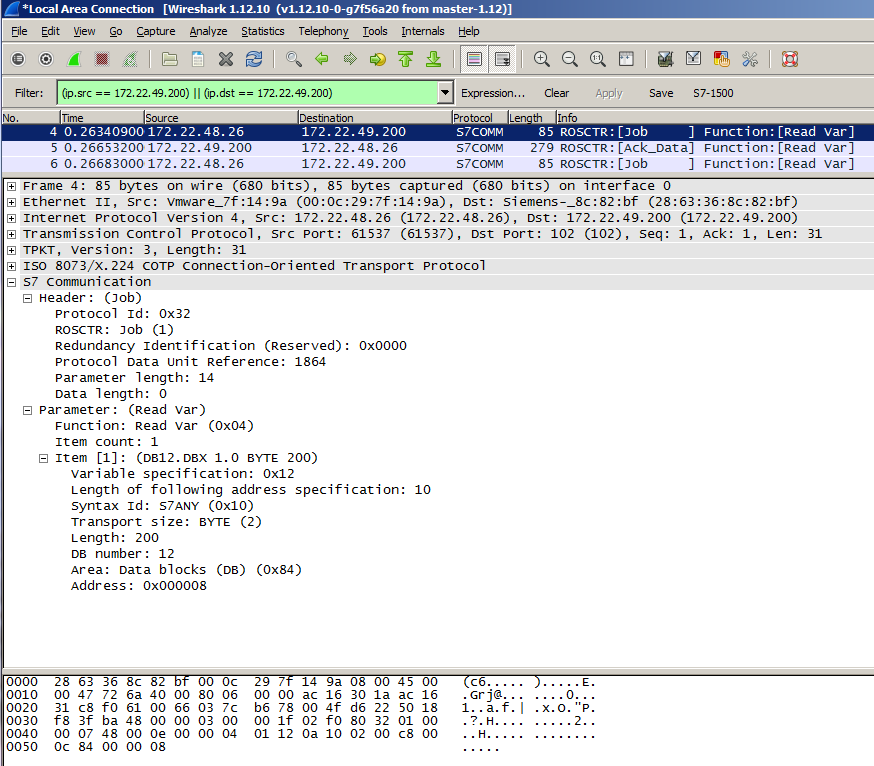 *Local Area Connection [Wireshark 1.12.10 (v1.12.10-0-g7f56a20 from master-1.12)]
File Edit View Go Capture Analyze Statistics Telephony Tools Internals Help
Filter: (ip.src == 172.22.49.200) || (ip.dst == 172.22.49.200) Expression... Clear Apply Save S7-1500
No. Time Source Destination Protocol Length Info
4 0.26340900 172.22.48.26 172.22.49.200 S7COMM 85 ROSCTR:[Job ] Function:[Read Var]
5 0.26653200 172.22.49.200 172.22.48.26 S7COMM 279 ROSCTR:[Ack_Data] Function:[Read Var]
6 0.26683000 172.22.48.26 172.22.49.200 S7COMM 85 ROSCTR:[Job ] Function:[Read Var]
Frame 4: 85 bytes on wire (680 bits), 85 bytes captured (680 bits) on interface 0
Ethernet II, Src: Vmware_7f:14:9a (00:0c:29:7f:14:9a), Dst: Siemens-_8c:82:bf (28:63:36:8c:82:bf)
Internet Protocol Version 4, Src: 172.22.48.26 (172.22.48.26), Dst: 172.22.49.200 (172.22.49.200)
Transmission Control Protocol, Src Port: 61537 (61537), Dst Port: 102 (102), Seq: 1, Ack: 1, Len: 31
TPKT, Version: 3, Length: 31
ISO 8073/X.224 COTP Connection-Oriented Transport Protocol
S7 Communication
Header: (Job)
Protocol Id: 0x32
ROSCTR: Job (1)
Redundancy Identification (Reserved): 0x0000
Protocol Data Unit Reference: 1864
Parameter length: 14
Data length: 0
Parameter: (Read Var)
Function: Read Var (0x04)
Item count: 1
Item [1]: (DB12.DBX 1.0 BYTE 200)
Variable specification: 0x12
Length of following address specification: 10
Syntax Id: S7ANY (0x10)
Transport size: BYTE (2)
Length: 200
DB number: 12
Area: Data blocks (DB) (0x84)
Address: 0x000008
0000 28 63 36 8c 82 bf 00 0c 29 7f 14 9a 08 00 45 00 (c6..... ).....E.
0010 00 47 72 6a 40 00 80 06 00 00 ac 16 30 1a ac 16 .Grj@... ....0...
0020 31 c8 f0 61 00 66 03 7c b6 78 00 4f d6 22 50 18 1..a.f.| .x.O."P.
0030 f8 3f ba 48 00 00 03 00 00 1f 02 f0 80 32 01 00 .?.H.... .....2..
0040 00 07 48 00 0e 00 00 04 01 12 0a 10 02 00 c8 00 ..H..... ........
0050 0c 84 00 00 08 .....